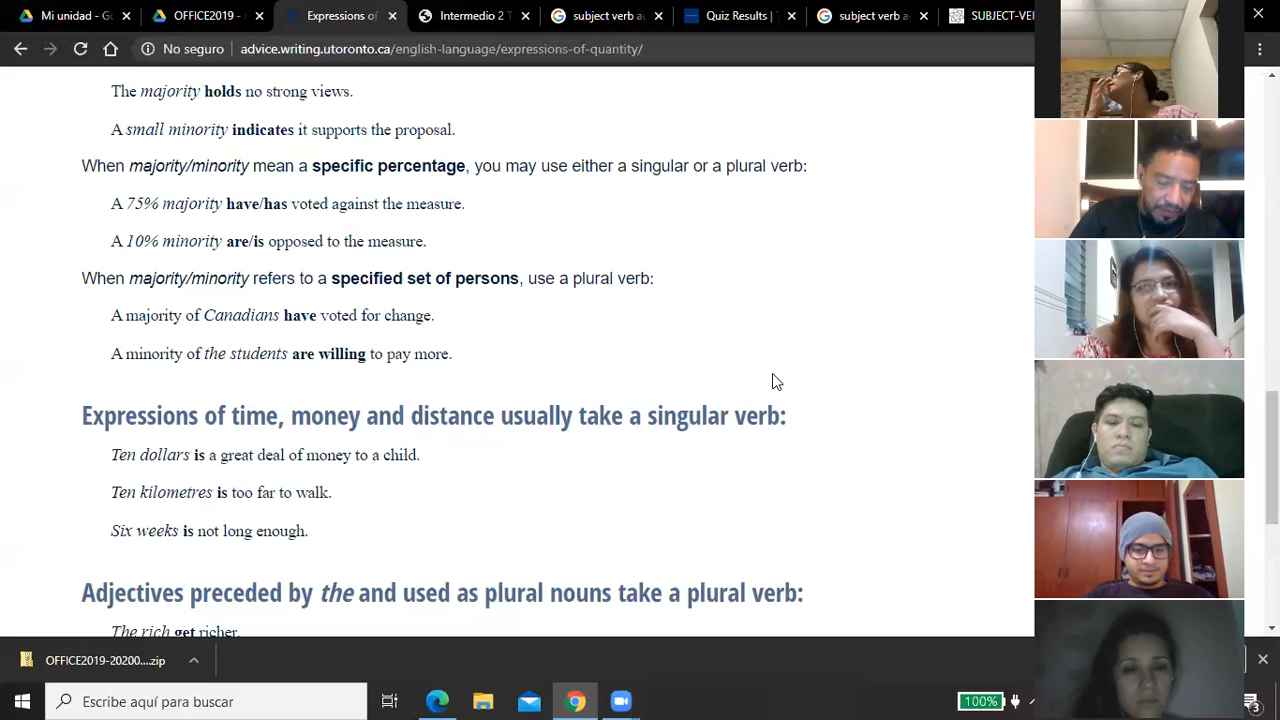 Mi unidad - Go
OFFICE2019 -
Expressions of
Intermedio 2 T
subject verb a
Quiz Results |
subject verb a
SUBJECT-VE
No seguro
advice.writing.utoronto.ca/english-language/expressions-of-quantity/
The majority holds no strong views.
A small minority indicates it supports the proposal.
When majority/minority mean a specific percentage, you may use either a singular or a plural verb:
A 75% majority have/has voted against the measure.
A 10% minority are/is opposed to the measure.
When majority/minority refers to a specified set of persons, use a plural verb:
A majority of Canadians have voted for change.
A minority of the students are willing to pay more.
Expressions of time, money and distance usually take a singular verb:
Ten dollars is a great deal of money to a child.
Ten kilometres is too far to walk.
Six weeks is not long enough.
Adjectives preceded by the and used as plural nouns take a plural verb:
The rich get richer.
OFFICE2019-20200....zip
Escribe aquí para buscar
100%
3